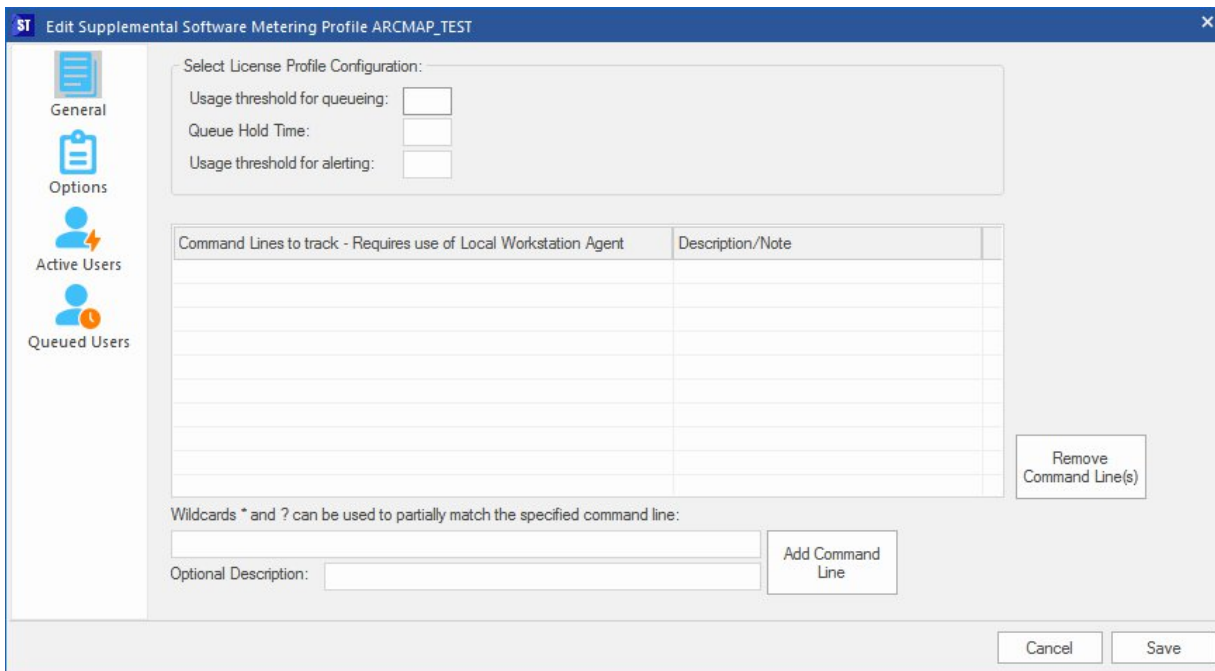 ST Edit Supplemental Software Metering Profile ARCMAP_TEST
General
Options
Active Users
Queued Users
Select License Profile Configuration:
Usage threshold for queueing:
Queue Hold Time:
Usage threshold for alerting:
Command Lines to track - Requires use of Local Workstation Agent Description/Note
Remove
Command Line(s)
Wildcards * and ? can be used to partially match the specified command line:
Add Command
Line
Optional Description:
Cancel Save